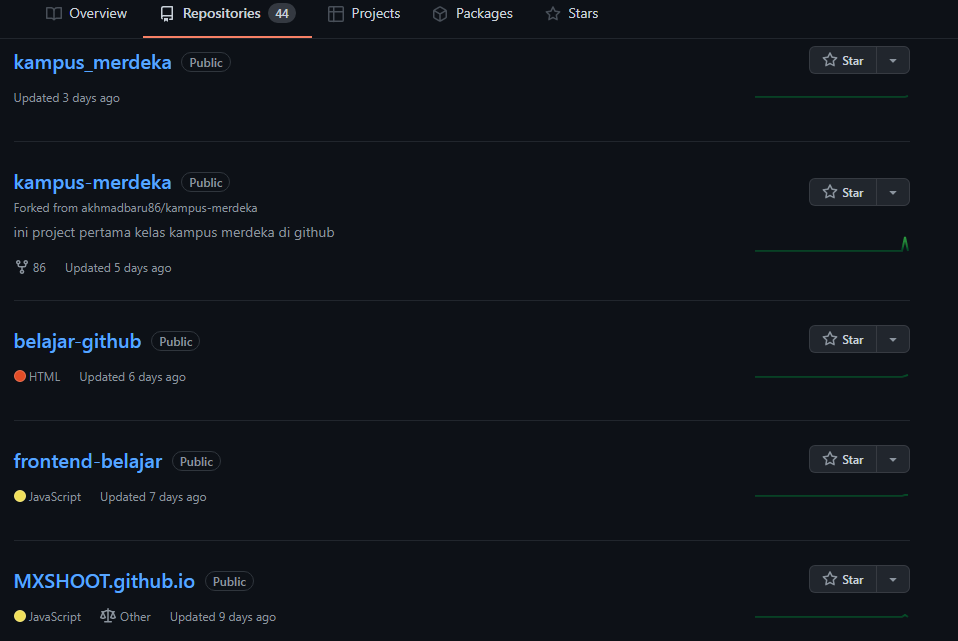 Overview Repositories 44 Projects Packages Stars
kampus_merdeka Public Star
Updated 3 days ago
kampus-merdeka Public Star
Forked from akhmadbaru86/kampus-merdeka
ini project pertama kelas kampus merdeka di github
86 Updated 5 days ago
belajar-github Public Star
HTML Updated 6 days ago
frontend-belajar Public Star
JavaScript Updated 7 days ago
MXSHOOT.github.io Public Star
JavaScript Other Updated 9 days ago